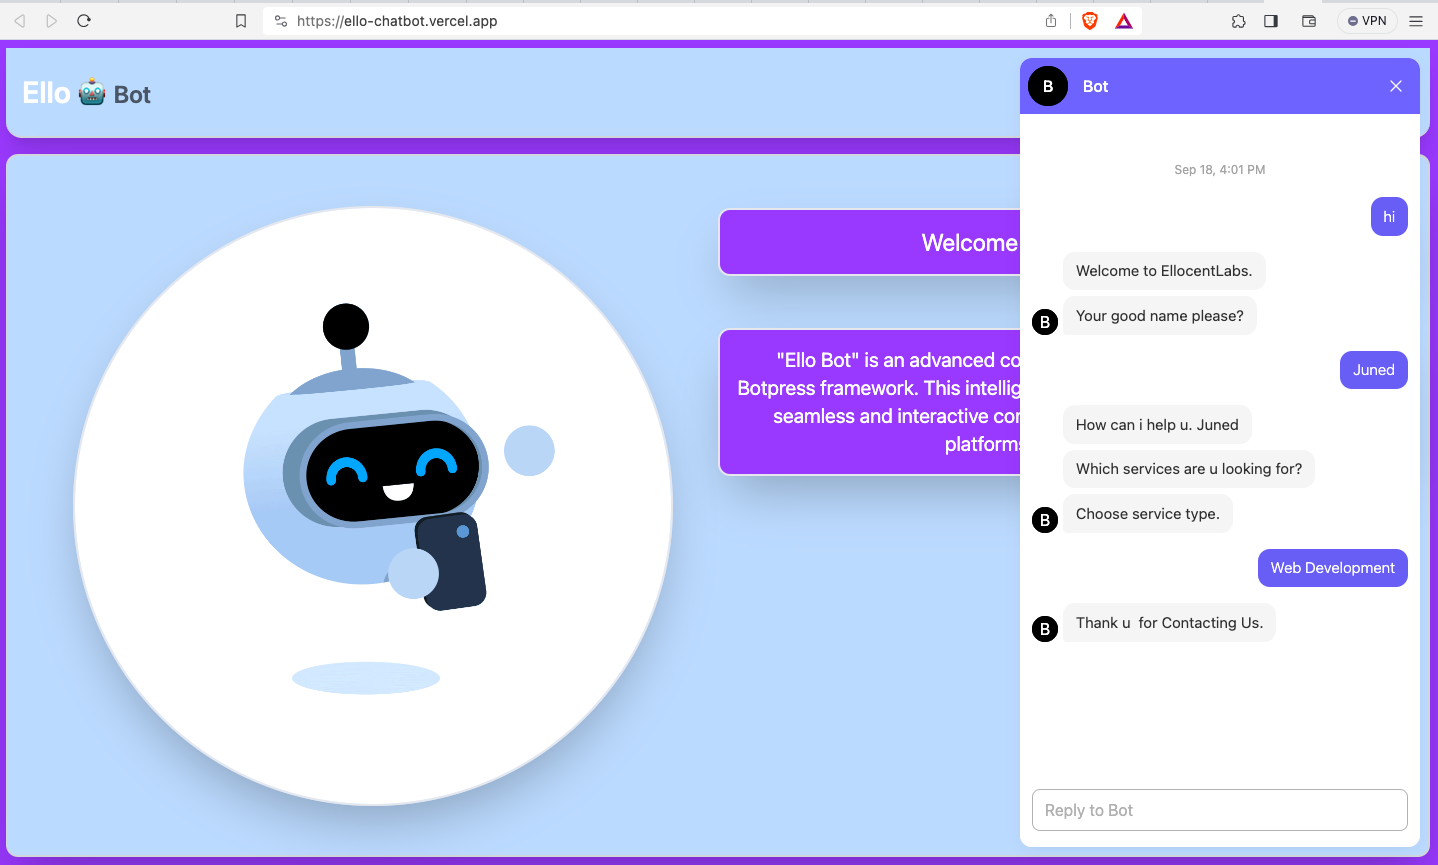 https://ello-chatbot.vercel.app
VPN
Ello 🤖 Bot
Welcome
"Ello Bot" is an advanced co
Botpress framework. This intellig
seamless and interactive con
platforms
B Bot
Sep 18, 4:01 PM
hi
Welcome to EllocentLabs.
B Your good name please?
Juned
How can i help u. Juned
Which services are u looking for?
B Choose service type.
Web Development
B Thank u  for Contacting Us.
Reply to Bot